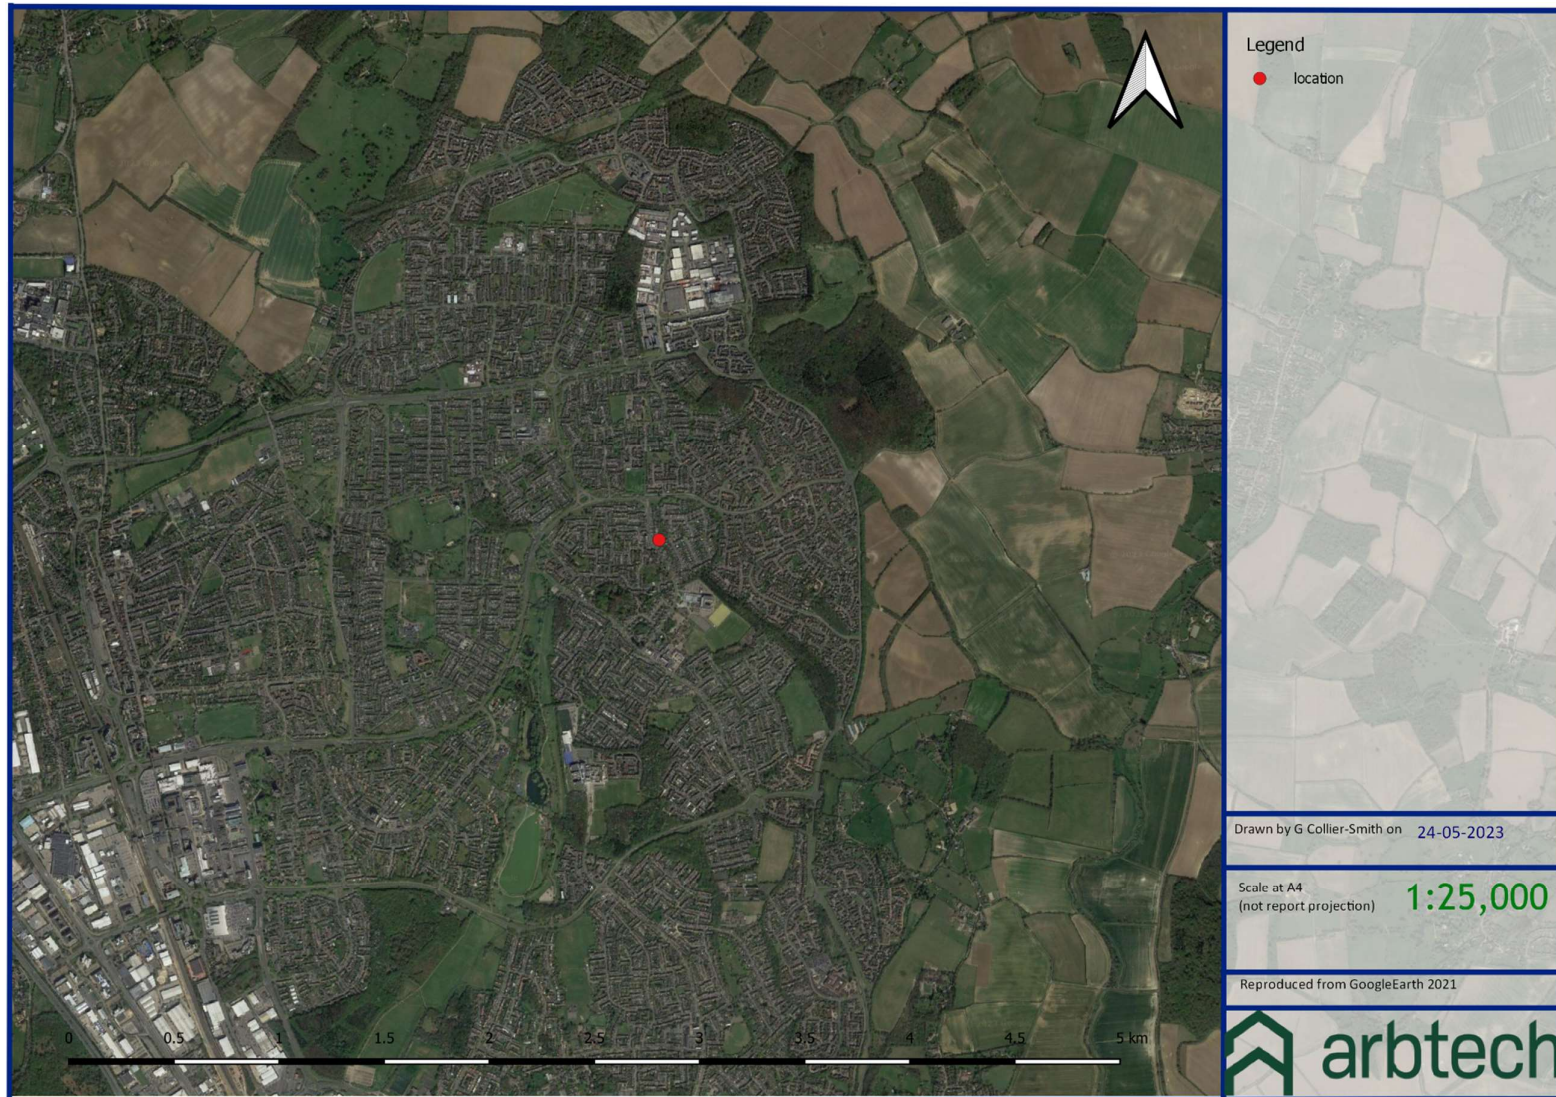 Legend
location
Drawn by G Collier-Smith on 24-05-2023
Scale at A4
(not report projection) 1:25,000
Reproduced from GoogleEarth 2021
arbtech
0 0.5 1 1.5 2 2.5 3 3.5 4 4.5 5 km